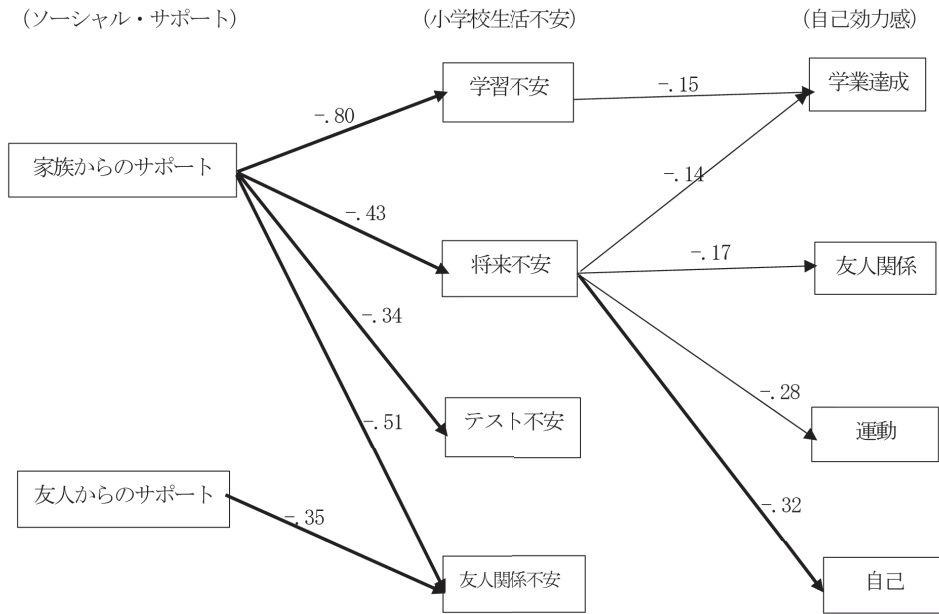 (ソーシャル・サポート)
(小学校生活不安)
(自己効力感)
学習不安
-.15
学業達成
-.80
家族からのサポート
-.14
-.43
-.17
将来不安
友人関係
-.34
-.28
-.51
テスト不安
運動
友人からのサポート
-.35
-.32
友人関係不安
自己